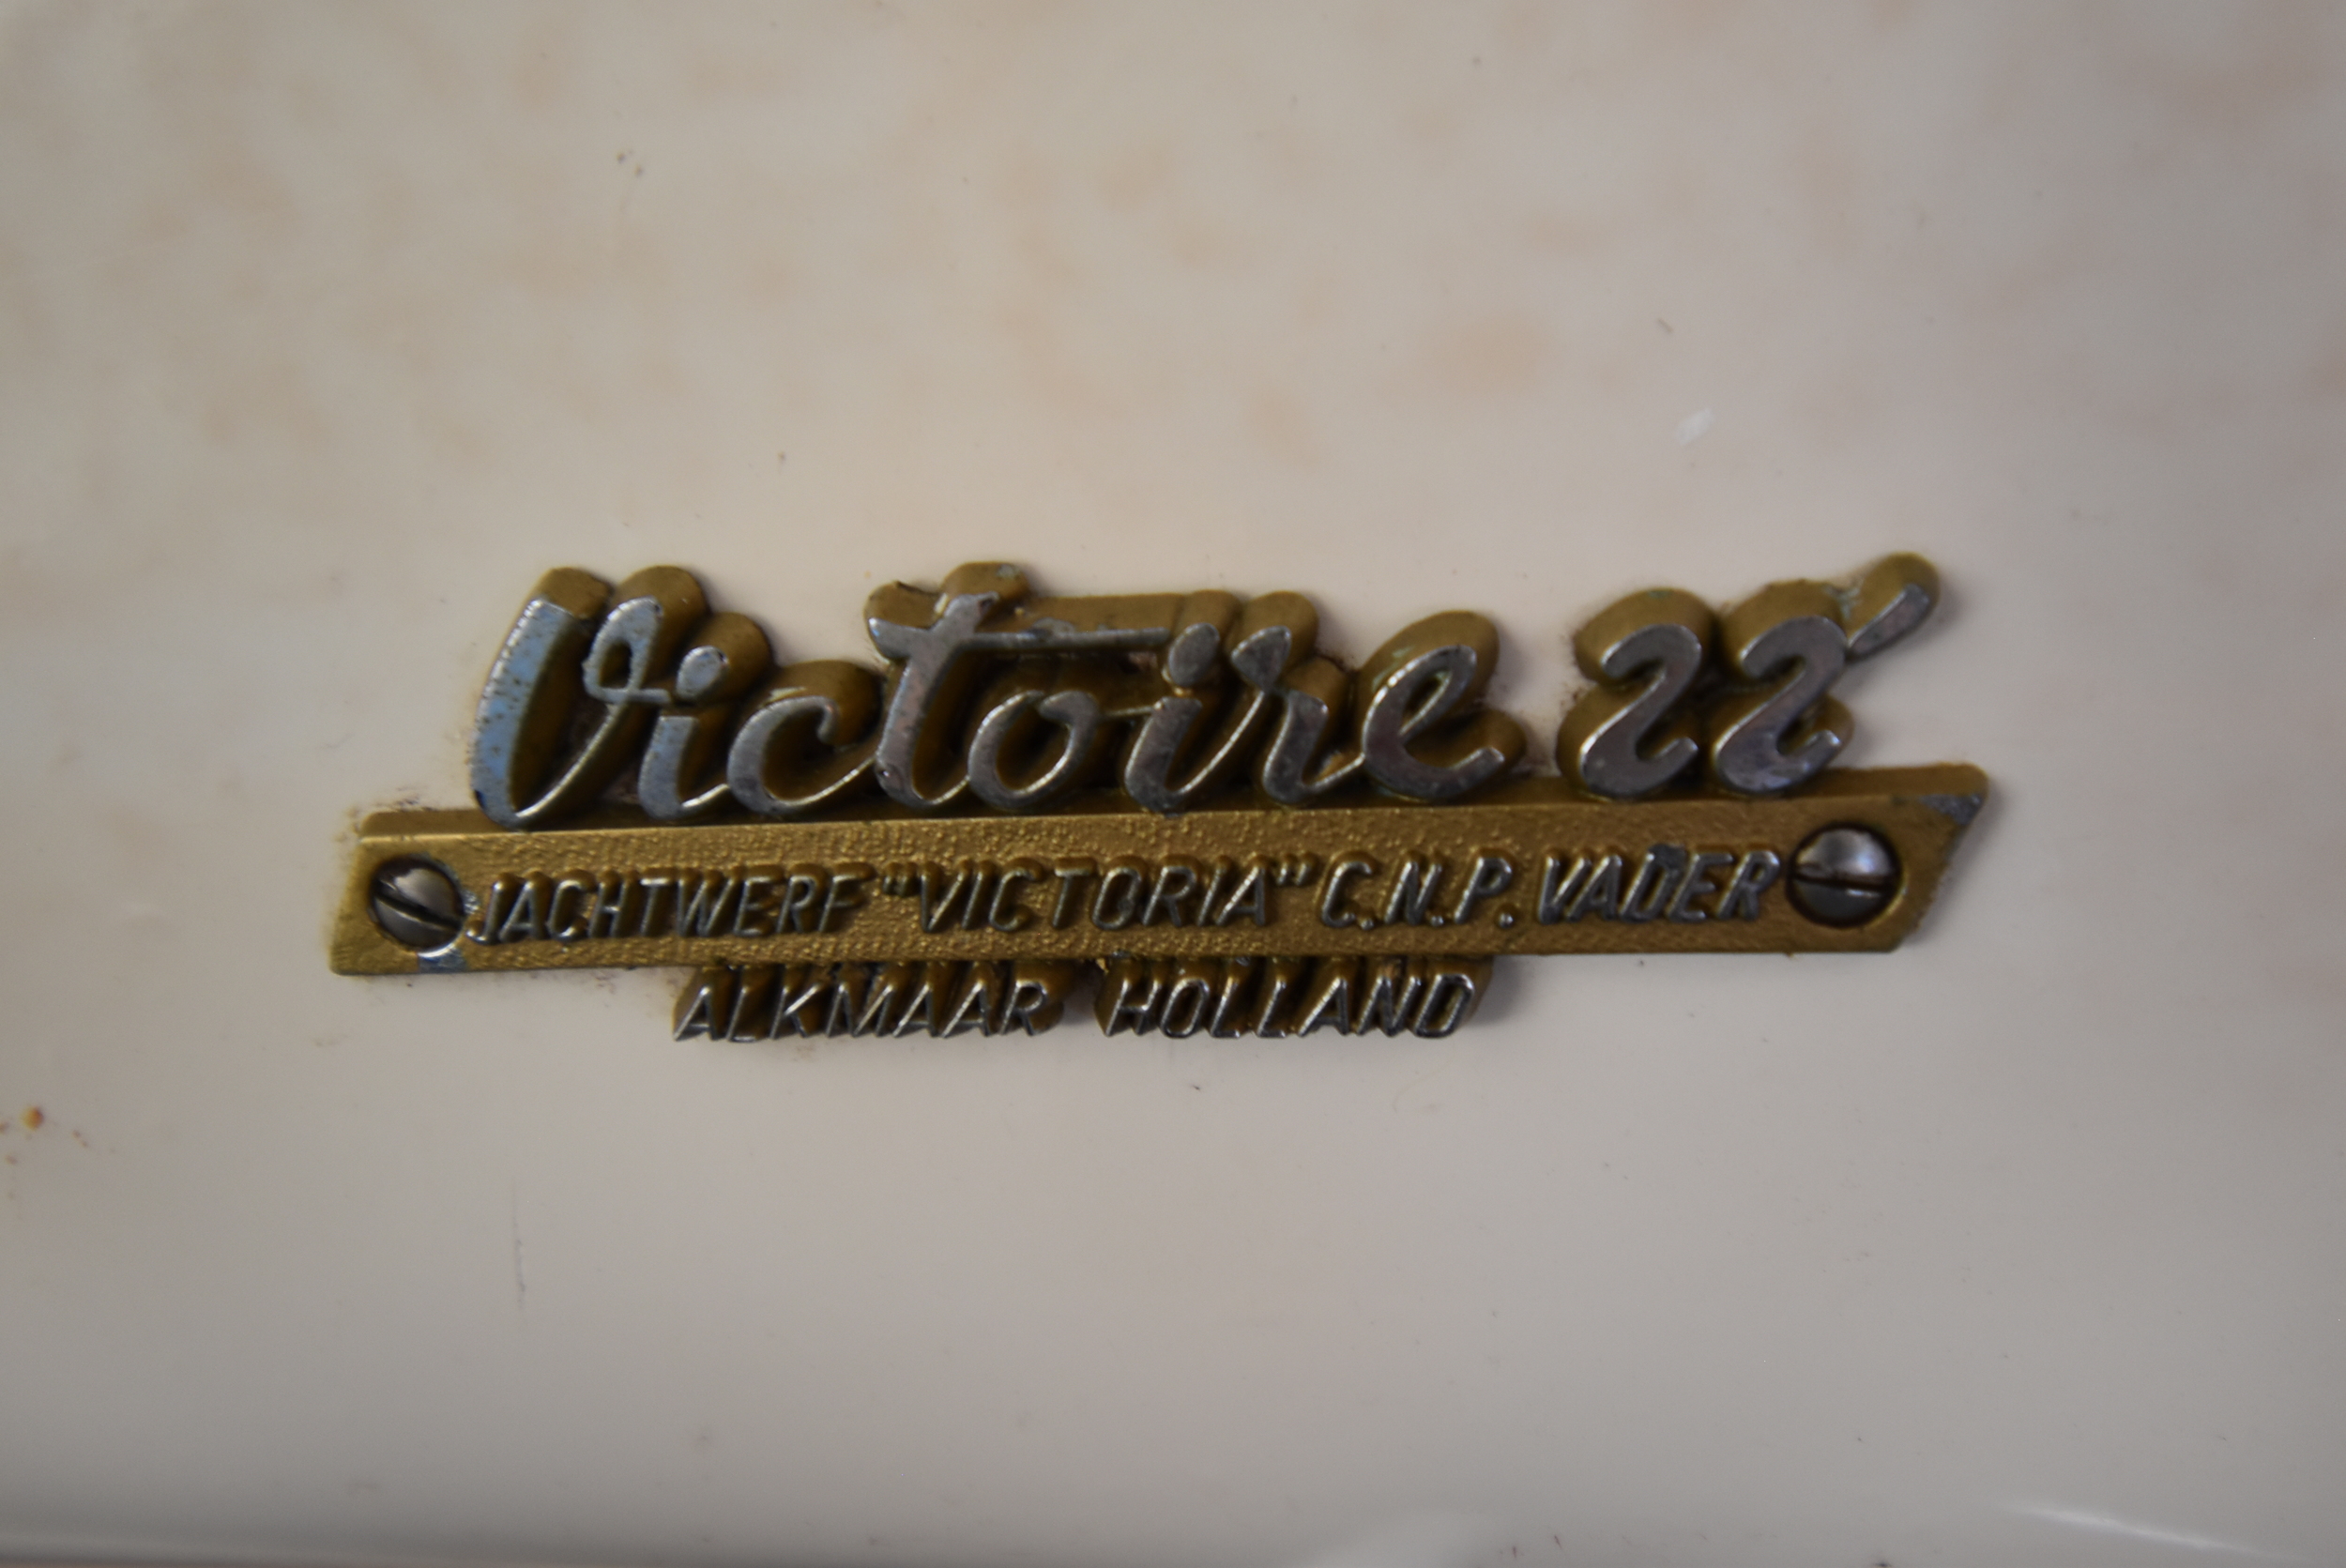 Victoire 22'
JACHTWERF "VICTORIA" C.N.P. VADER
ALKMAAR HOLLAND